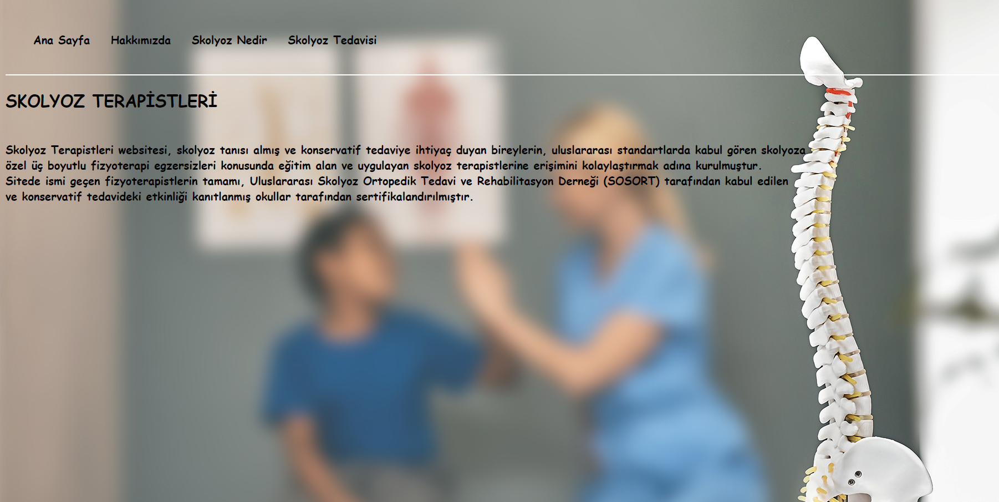 Ana Sayfa Hakkımızda Skolyoz Nedir Skolyoz Tedavisi
SKOLYOZ TERAPİSTLERİ
Skolyoz Terapistleri websitesi, skolyoz tanısı almış ve konservatif tedaviye ihtiyaç duyan bireylerin, uluslararası standartlarda kabul gören skolyoza
özel üç boyutlu fizyoterapi egzersizleri konusunda eğitim alan ve uygulayan skolyoz terapistlerine erişimini kolaylaştırmak adına kurulmuştur.
Sitede ismi geçen fizyoterapistlerin tamamı, Uluslararası Skolyoz Ortopedik Tedavi ve Rehabilitasyon Derneği (SOSORT) tarafından kabul edilen
ve konservatif tedavideki etkinliği kanıtlanmış okullar tarafından sertifikalandırılmıştır.